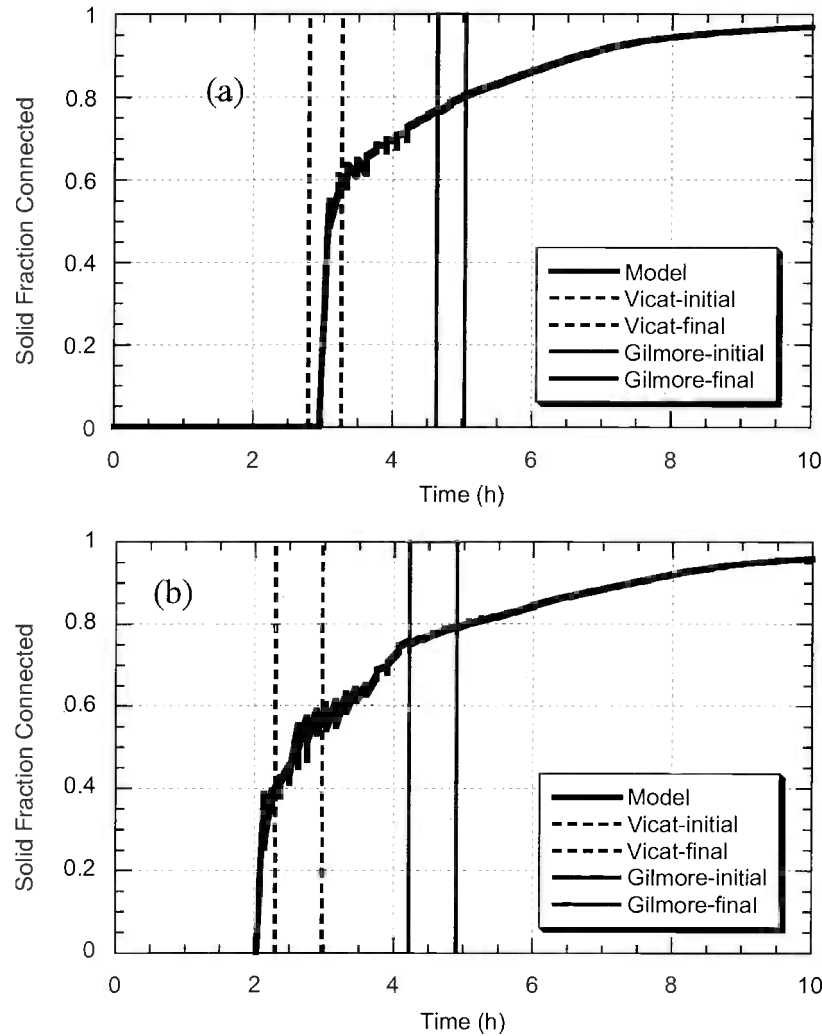 1
0.8
0.6
0.4
0.2
0
Solid Fraction Connected
(a)
Model
Vicat-initial
Vicat-final
Gilmore-initial
Gilmore-final
0 2 4 6 8 10
Time (h)
1
0.8
0.6
0.4
0.2
0
Solid Fraction Connected
(b)
Model
Vicat-initial
Vicat-final
Gilmore-initial
Gilmore-final
0 2 4 6 8 10
Time (h)